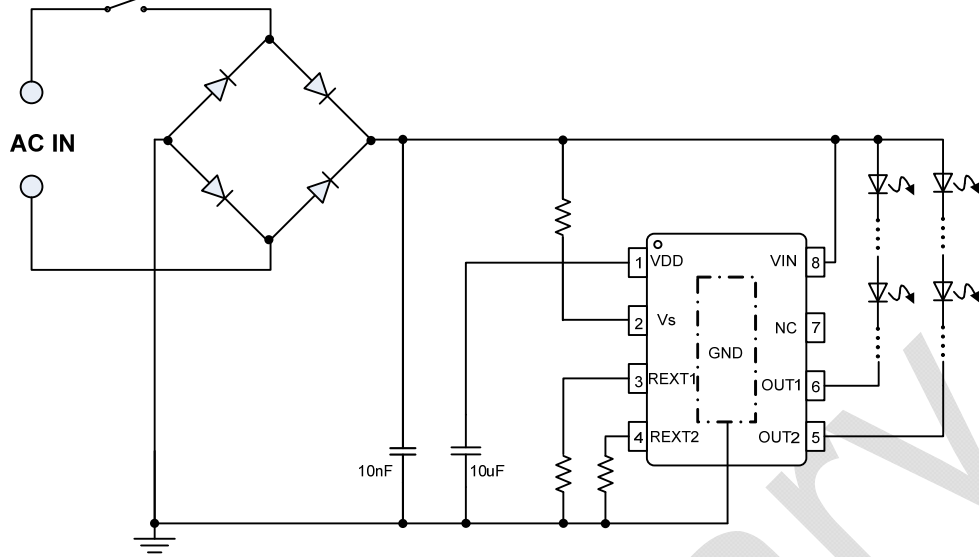 AC IN
1 VDD
VIN 8
2 Vs
NC 7
GND
3 REXT1
OUT1 6
4 REXT2
OUT2 5
10nF
10uF